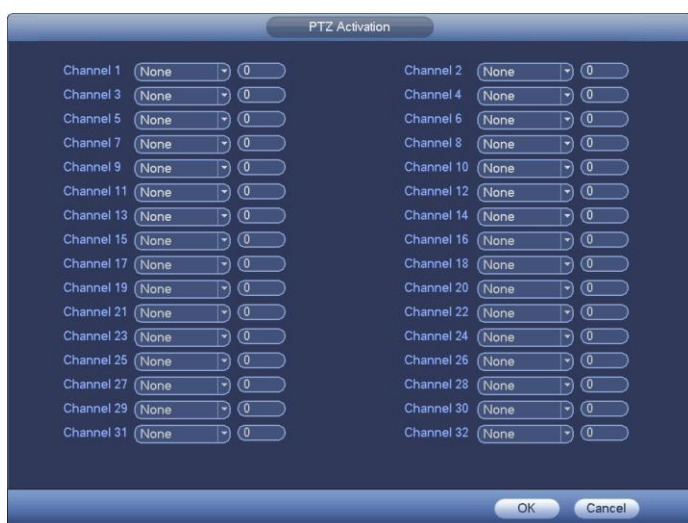 PTZ Activation
Channel 1 None 0 Channel 2 None 0
Channel 3 None 0 Channel 4 None 0
Channel 5 None 0 Channel 6 None 0
Channel 7 None 0 Channel 8 None 0
Channel 9 None 0 Channel 10 None 0
Channel 11 None 0 Channel 12 None 0
Channel 13 None 0 Channel 14 None 0
Channel 15 None 0 Channel 16 None 0
Channel 17 None 0 Channel 18 None 0
Channel 19 None 0 Channel 20 None 0
Channel 21 None 0 Channel 22 None 0
Channel 23 None 0 Channel 24 None 0
Channel 25 None 0 Channel 26 None 0
Channel 27 None 0 Channel 28 None 0
Channel 29 None 0 Channel 30 None 0
Channel 31 None 0 Channel 32 None 0
OK Cancel